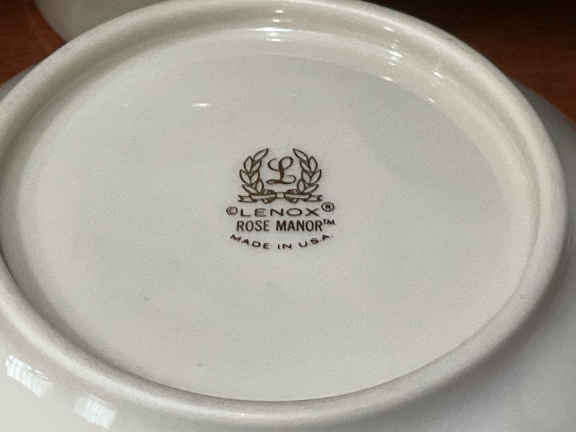 L
©LENOX®
ROSE MANOR™
MADE IN U.S.A.